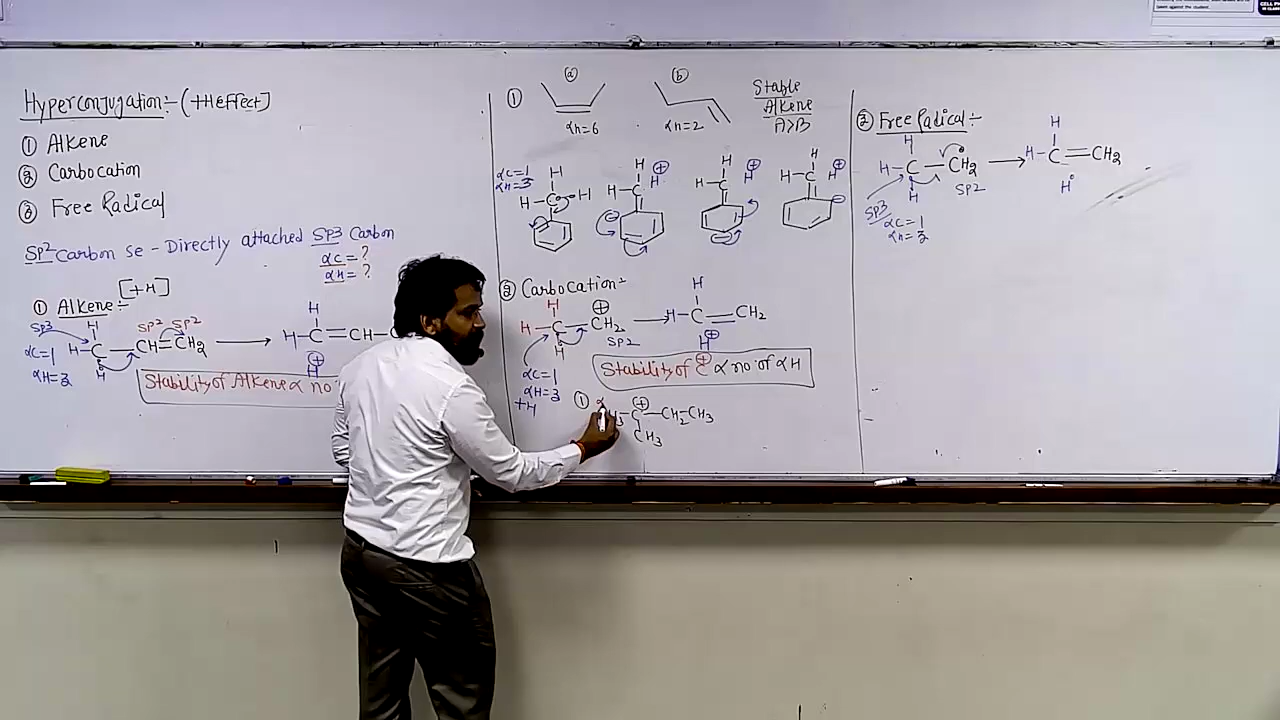 Hyperconjugation:- (+H effect]
① Alkene
② Carbocation
③ Free Radical
SP2 Carbon se - Directly attached SP3 Carbon
αC = ?
αH = ?
① Alkene:- [+H]
SP3 SP2 SP2
H
H-C-CH=CH2
H
αC=1
αH=3
H
H-C=CH-C
H⊕
Stability of Alkene α no
① ⓐ ⓑ
αH=6 αH=2
Stable
Alkene
A>B
αC=1
αH=3
H
H-C-H
H
H-C H⊕
⊖
H
H-C H⊕
⊖
H
H-C H⊕
⊖
② Carbocation:-
H
H-C-CH2
H
⊕
SP2
H
H-C=CH2
H⊕
αC=1
αH=3
+H
Stability of C⊕ α no of αH
① α
H3-C-CH2-CH3
⊕
CH3
② Free Radical:-
H
H-C-CH2
H
SP3 SP2
αC=1
αH=3
H
H-C=CH2
H•